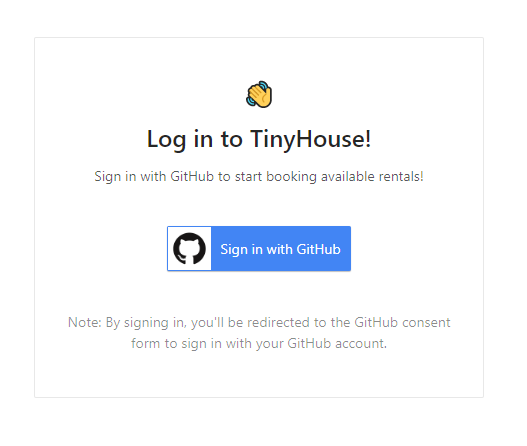 Log in to TinyHouse!
Sign in with GitHub to start booking available rentals!
Sign in with GitHub
Note: By signing in, you'll be redirected to the GitHub consent
form to sign in with your GitHub account.